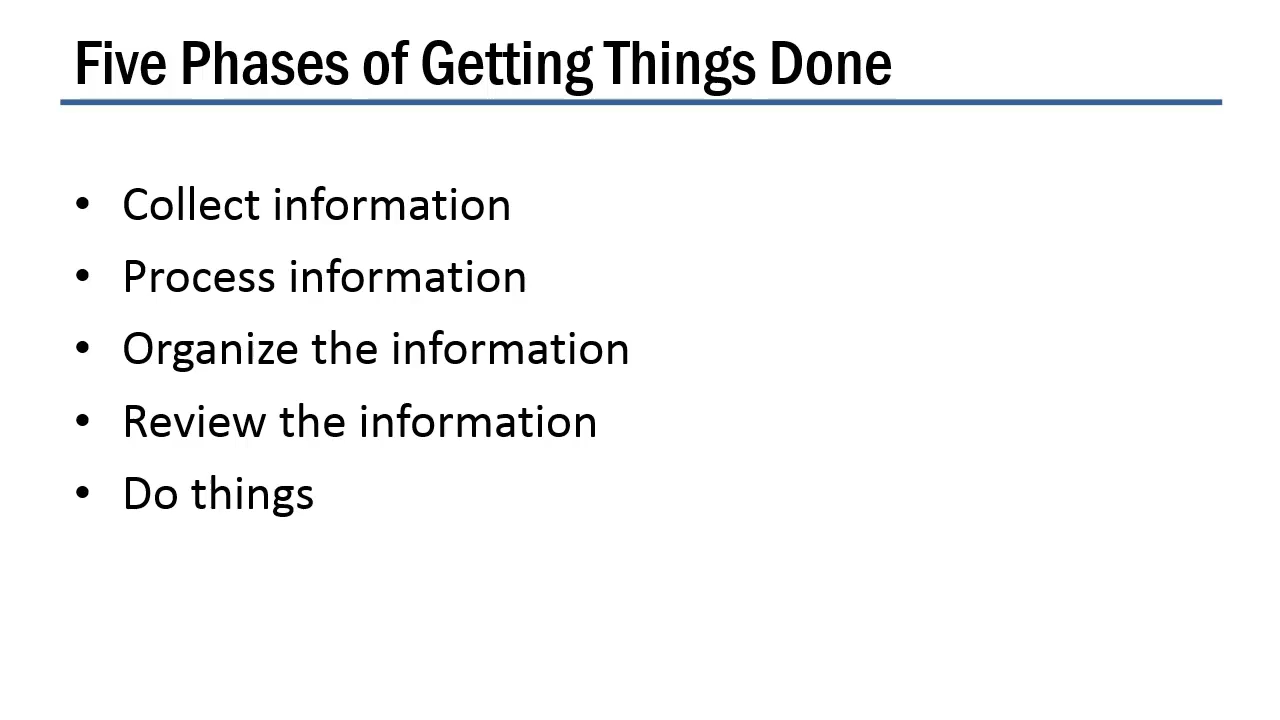 Five Phases of Getting Things Done
• Collect information
• Process information
• Organize the information
• Review the information
• Do things